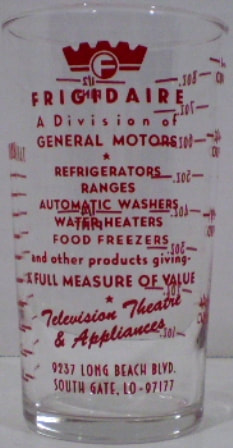 F
FRIGIDAIRE
A Division of
GENERAL MOTORS
REFRIGERATORS
RANGES
AUTOMATIC WASHERS
WATER HEATERS
FOOD FREEZERS
and other products giving-
A FULL MEASURE OF VALUE
Television Theatre
& Appliances
9237 LONG BEACH BLVD.
SOUTH GATE, LO-97177